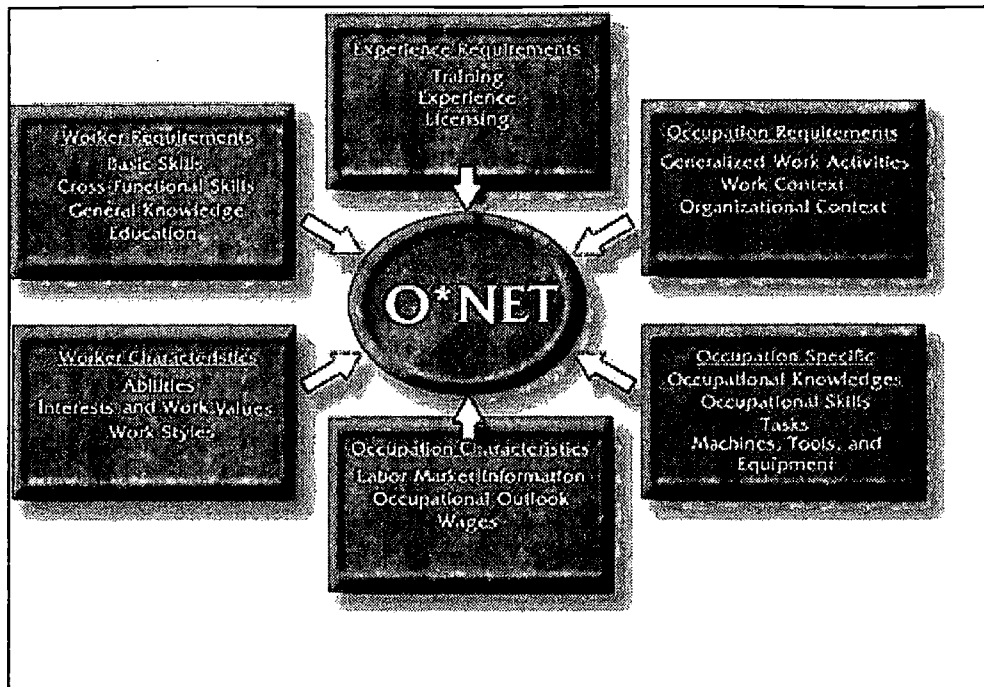 Experience Requirements
Training
Experience
Licensing
Worker Requirements
Basic Skills
Cross Functional Skills
General Knowledge
Education
Occupation Requirements
Generalized Work Activities
Work Context
Organizational Context
O*NET
Worker Characteristics
Abilities
Interests and Work Values
Work Styles
Occupation Characteristics
Labor Market Information
Occupational Outlook
Wages
Occupation Specific
Occupational Knowledges
Occupational Skills
Tasks
Machines, Tools, and
Equipment